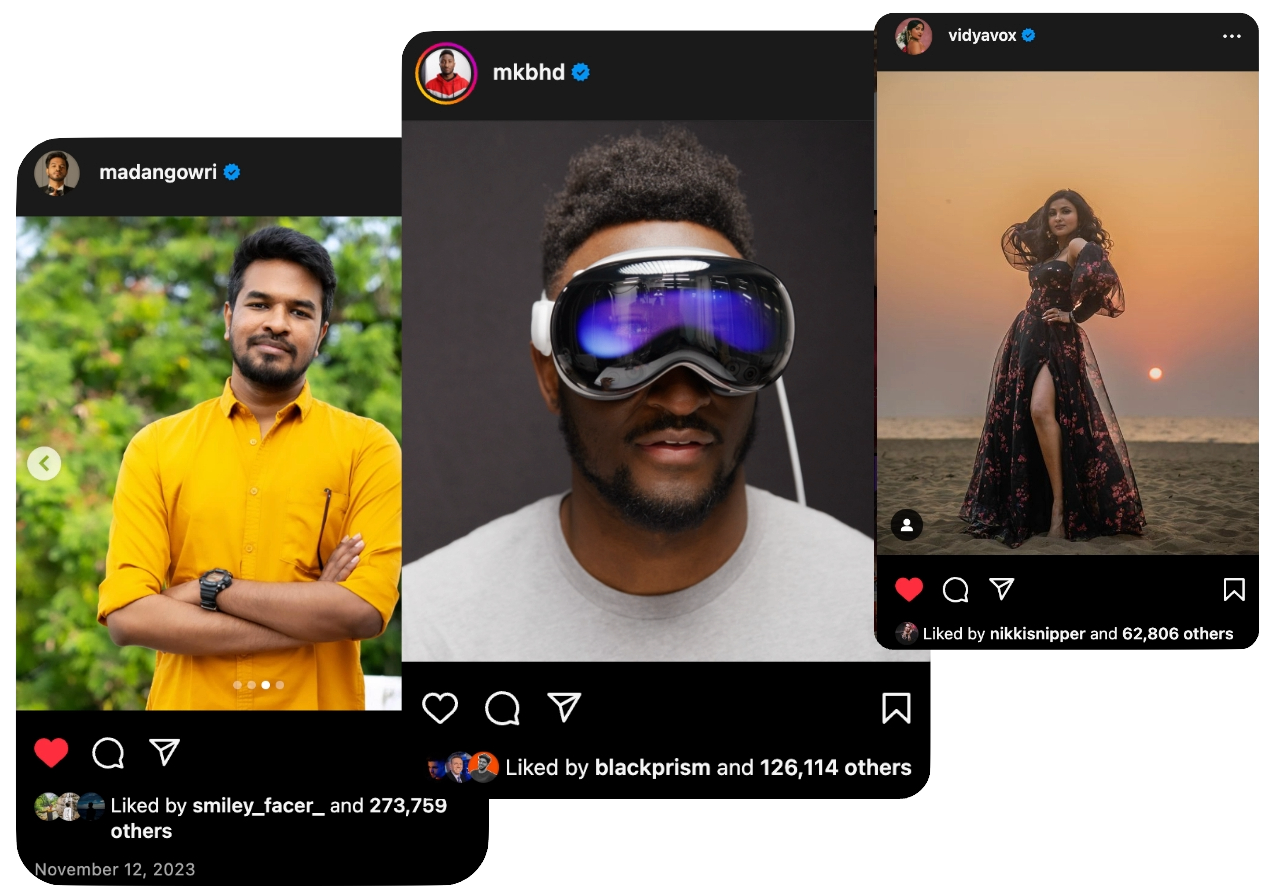 madangowri
Liked by smiley_facer_ and 273,759
others
November 12, 2023
mkbhd
Liked by blackprism and 126,114 others
vidyavox
Liked by nikkisnipper and 62,806 others